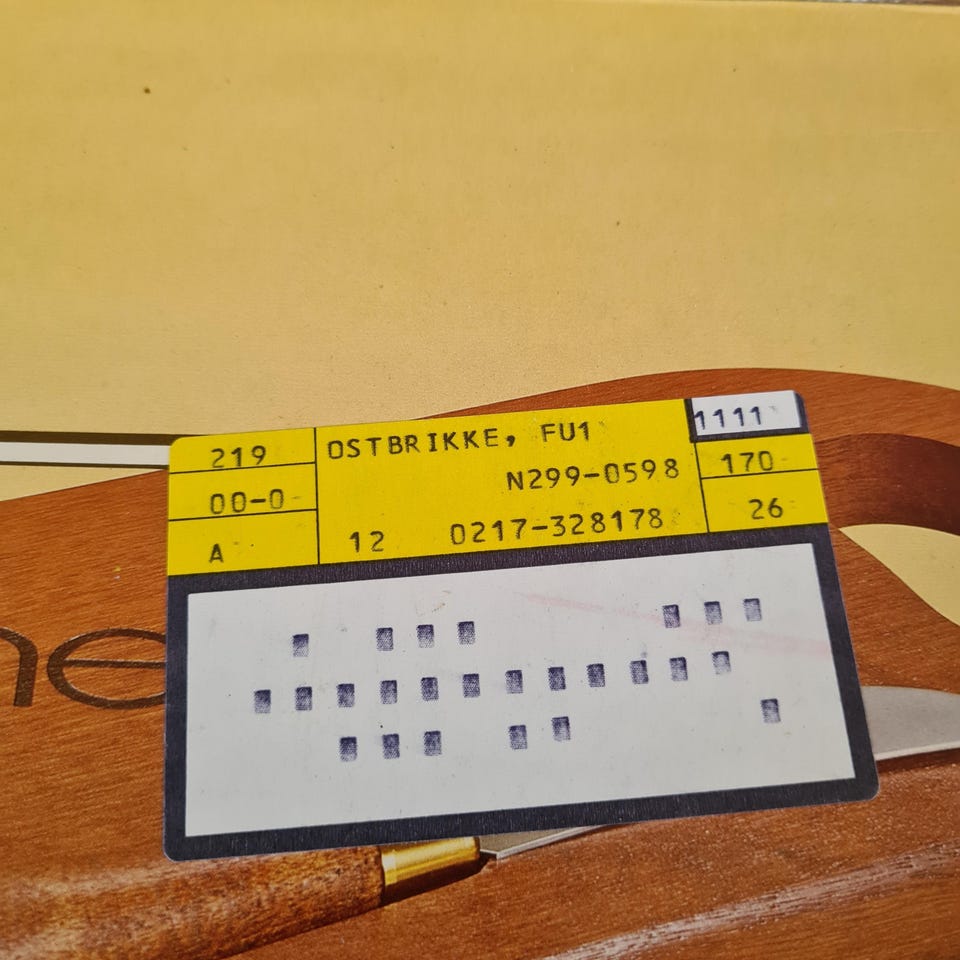 219
OSTBRIKKE, FU1
1111
N299-0598
170
00-0
26
A
12
0217-328178
ne